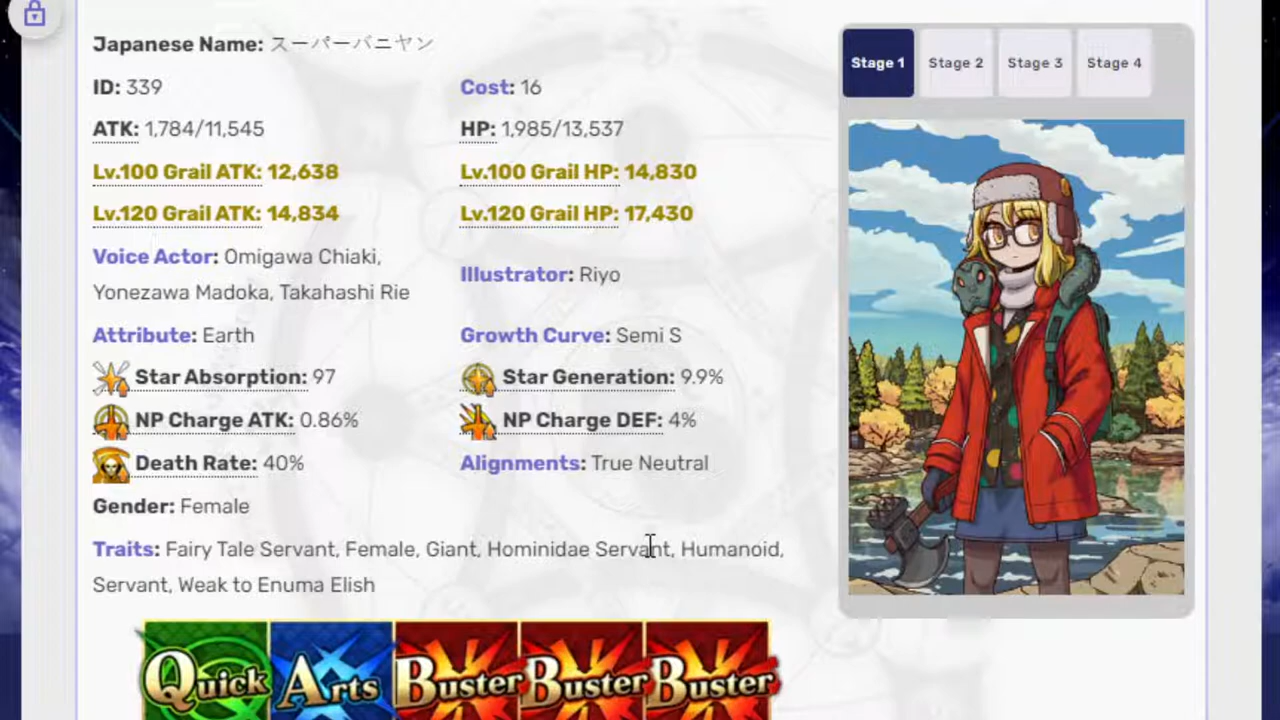 Japanese Name: スーパーバニヤン
ID: 339
Cost: 16
ATK: 1,784/11,545
HP: 1,985/13,537
Lv.100 Grail ATK: 12,638
Lv.100 Grail HP: 14,830
Lv.120 Grail ATK: 14,834
Lv.120 Grail HP: 17,430
Voice Actor: Omigawa Chiaki,
Yonezawa Madoka, Takahashi Rie
Illustrator: Riyo
Attribute: Earth
Growth Curve: Semi S
Star Absorption: 97
Star Generation: 9.9%
NP Charge ATK: 0.86%
NP Charge DEF: 4%
Death Rate: 40%
Alignments: True Neutral
Gender: Female
Traits: Fairy Tale Servant, Female, Giant, Hominidae Servant, Humanoid,
Servant, Weak to Enuma Elish
Quick Arts Buster Buster Buster
Stage 1 Stage 2 Stage 3 Stage 4